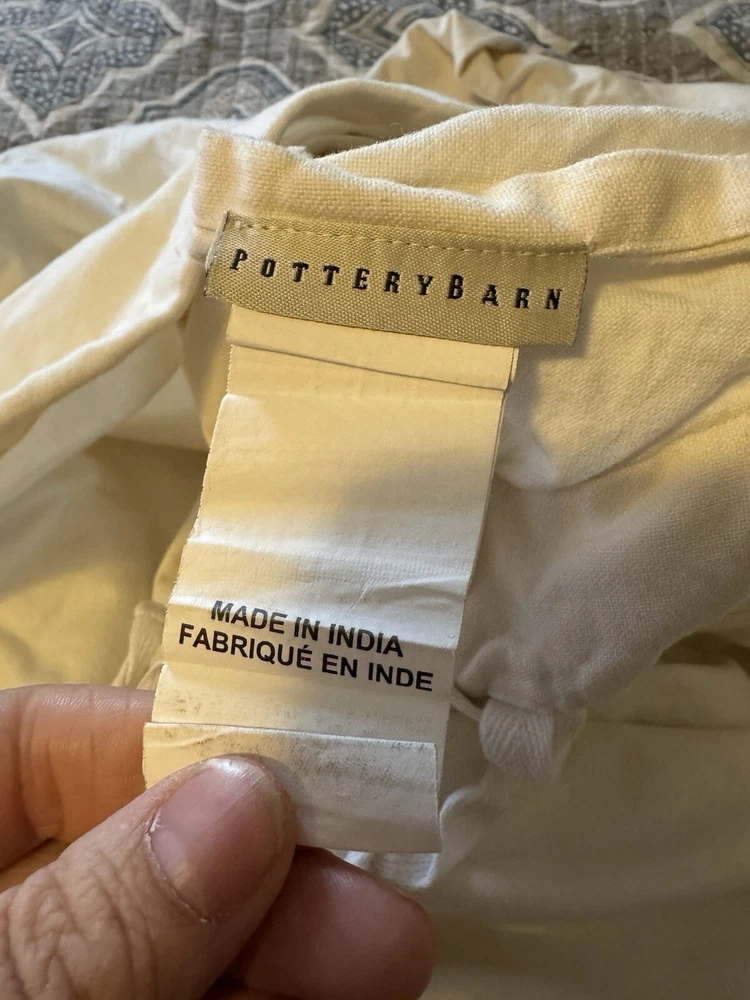 POTTERYBARN
MADE IN INDIA
FABRIQUÉ EN INDE